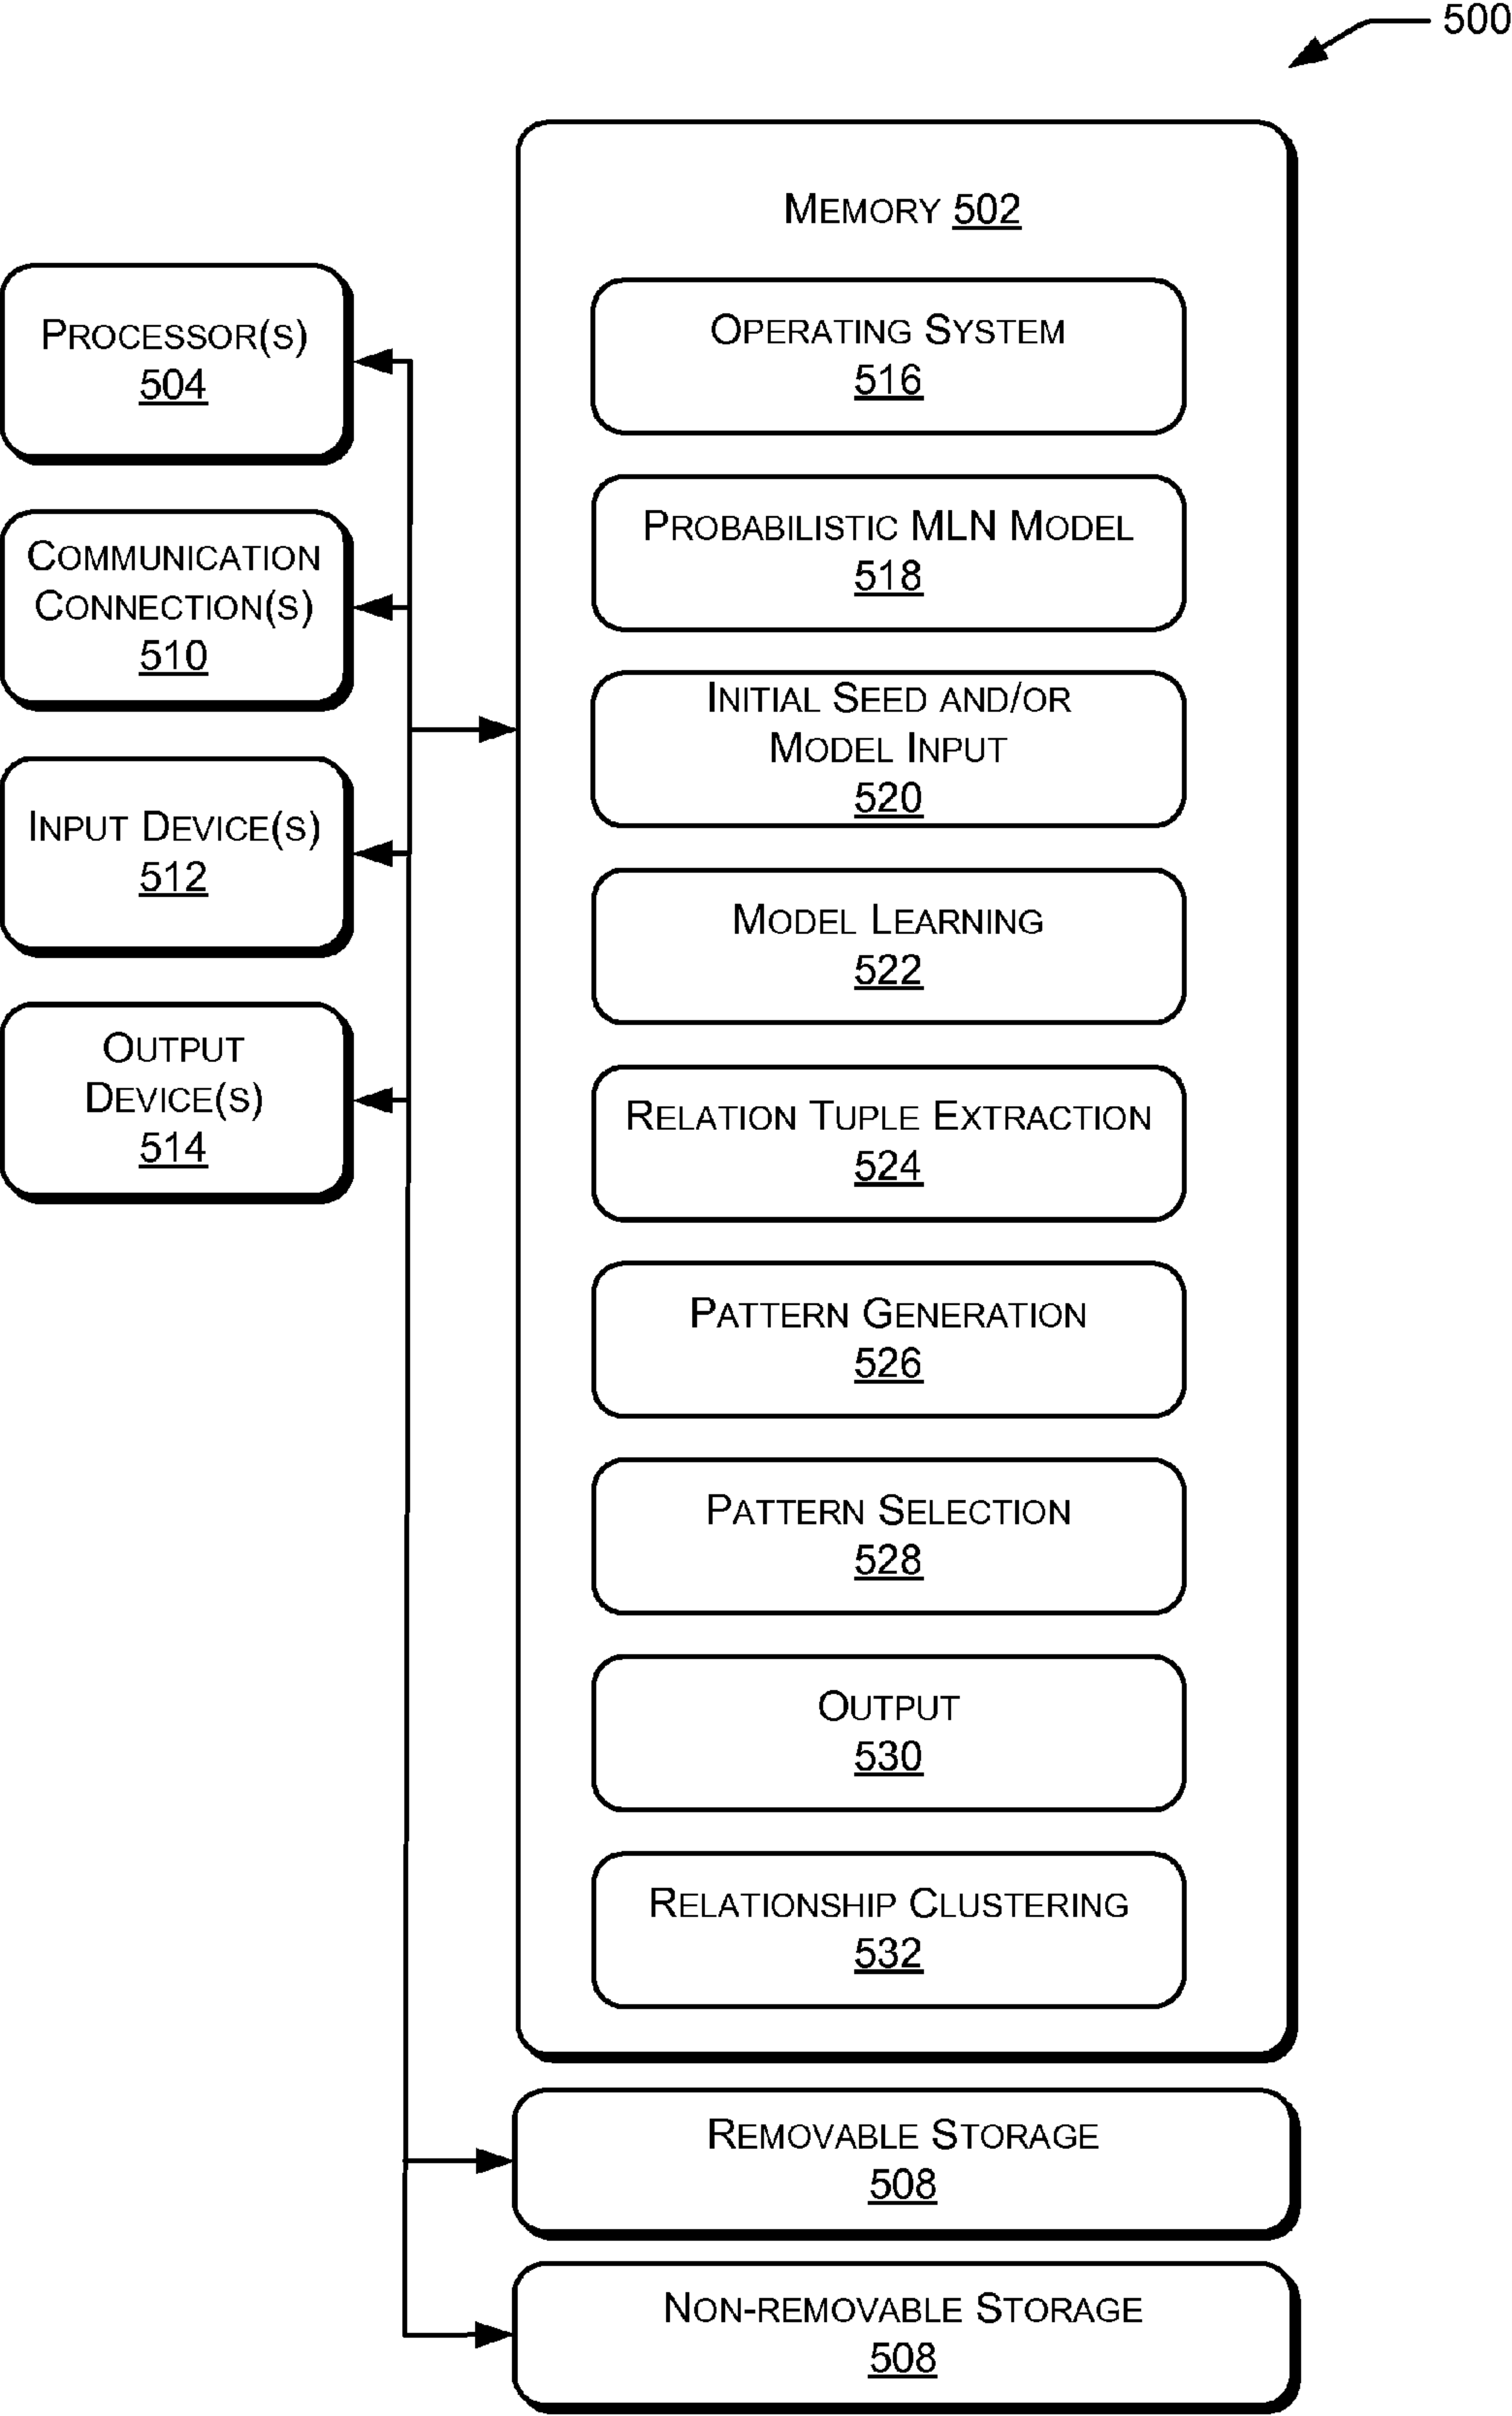 500
MEMORY 502
PROCESSOR(S)
504
COMMUNICATION
CONNECTION(S)
510
INPUT DEVICE(S)
512
OUTPUT
DEVICE(S)
514
OPERATING SYSTEM
516
PROBABILISTIC MLN MODEL
518
INITIAL SEED AND/OR
MODEL INPUT
520
MODEL LEARNING
522
RELATION TUPLE EXTRACTION
524
PATTERN GENERATION
526
PATTERN SELECTION
528
OUTPUT
530
RELATIONSHIP CLUSTERING
532
REMOVABLE STORAGE
508
NON-REMOVABLE STORAGE
508